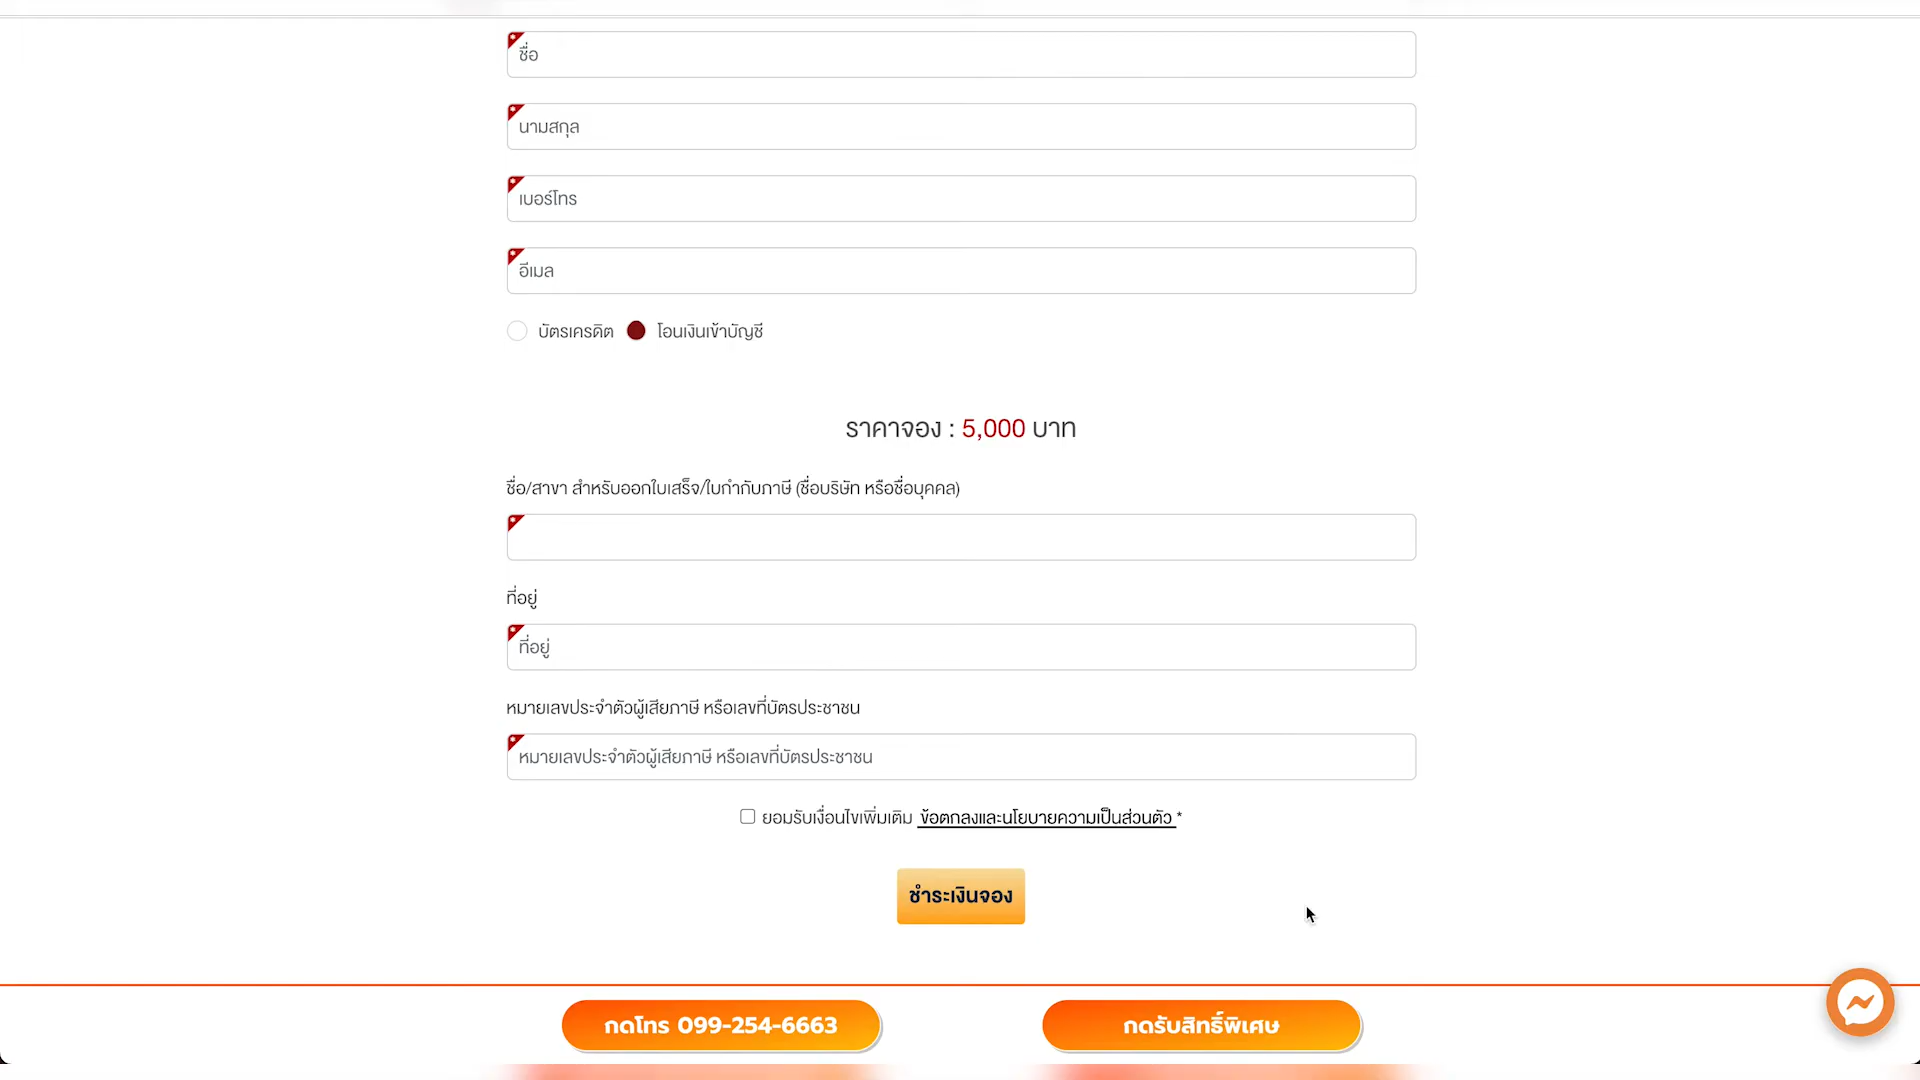 ชื่อ
นามสกุล
เบอร์โทร
อีเมล
บัตรเครดิต โอนเงินเข้าบัญชี
ราคาจอง : 5,000 บาท
ชื่อ/สาขา สำหรับออกใบเสร็จ/ใบกำกับภาษี (ชื่อบริษัท หรือชื่อบุคคล)
ที่อยู่
ที่อยู่
หมายเลขประจำตัวผู้เสียภาษี หรือเลขที่บัตรประชาชน
หมายเลขประจำตัวผู้เสียภาษี หรือเลขที่บัตรประชาชน
ยอมรับเงื่อนไขเพิ่มเติม ข้อตกลงและนโยบายความเป็นส่วนตัว *
ชำระเงินจอง
กดโทร 099-254-6663 กดรับสิทธิ์พิเศษ